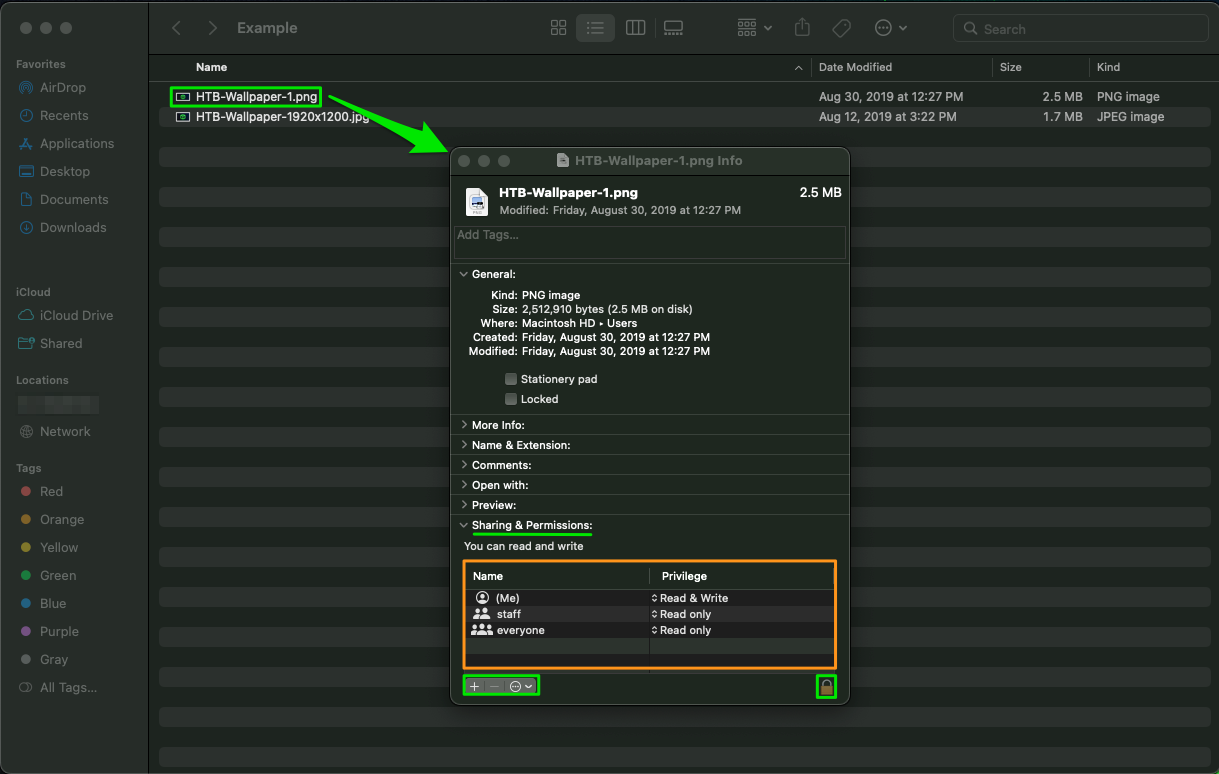 Example
Search
Favorites
AirDrop
Recents
Applications
Desktop
Documents
Downloads
iCloud
iCloud Drive
Shared
Locations
Network
Tags
Red
Orange
Yellow
Green
Blue
Purple
Gray
All Tags...
Name Date Modified Size Kind
HTB-Wallpaper-1.png Aug 30, 2019 at 12:27 PM 2.5 MB PNG image
HTB-Wallpaper-1920x1200.jpg Aug 12, 2019 at 3:22 PM 1.7 MB JPEG image
HTB-Wallpaper-1.png Info
HTB-Wallpaper-1.png 2.5 MB
Modified: Friday, August 30, 2019 at 12:27 PM
Add Tags...
General:
Kind: PNG image
Size: 2,512,910 bytes (2.5 MB on disk)
Where: Macintosh HD ▸ Users
Created: Friday, August 30, 2019 at 12:27 PM
Modified: Friday, August 30, 2019 at 12:27 PM
Stationery pad
Locked
More Info:
Name & Extension:
Comments:
Open with:
Preview:
Sharing & Permissions:
You can read and write
Name Privilege
(Me) Read & Write
staff Read only
everyone Read only